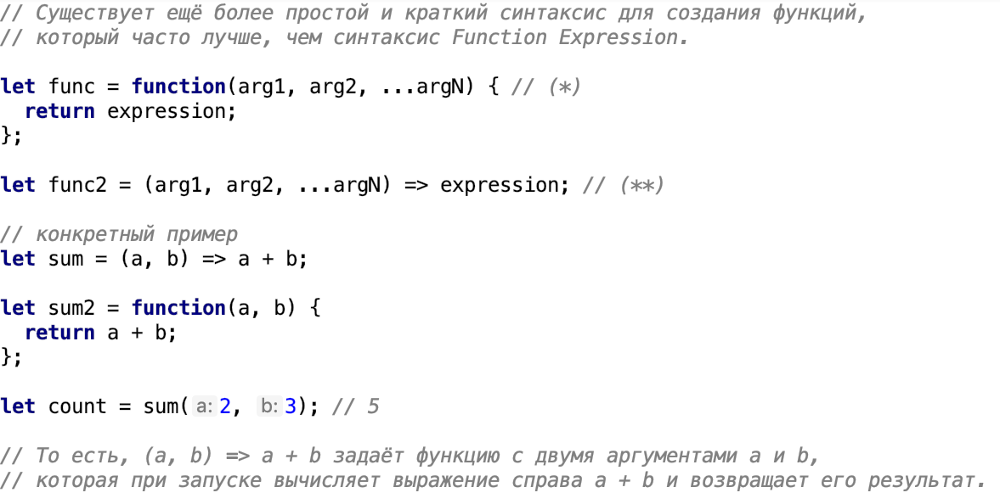 // Существует ещё более простой и краткий синтаксис для создания функций,
// который часто лучше, чем синтаксис Function Expression.
let func = function(arg1, arg2, ...argN) { // (*)
  return expression;
};
let func2 = (arg1, arg2, ...argN) => expression; // (**)
// конкретный пример
let sum = (a, b) => a + b;
let sum2 = function(a, b) {
  return a + b;
};
let count = sum( a: 2, b: 3); // 5
// То есть, (a, b) => a + b задаёт функцию с двумя аргументами a и b,
// которая при запуске вычисляет выражение справа a + b и возвращает его результат.